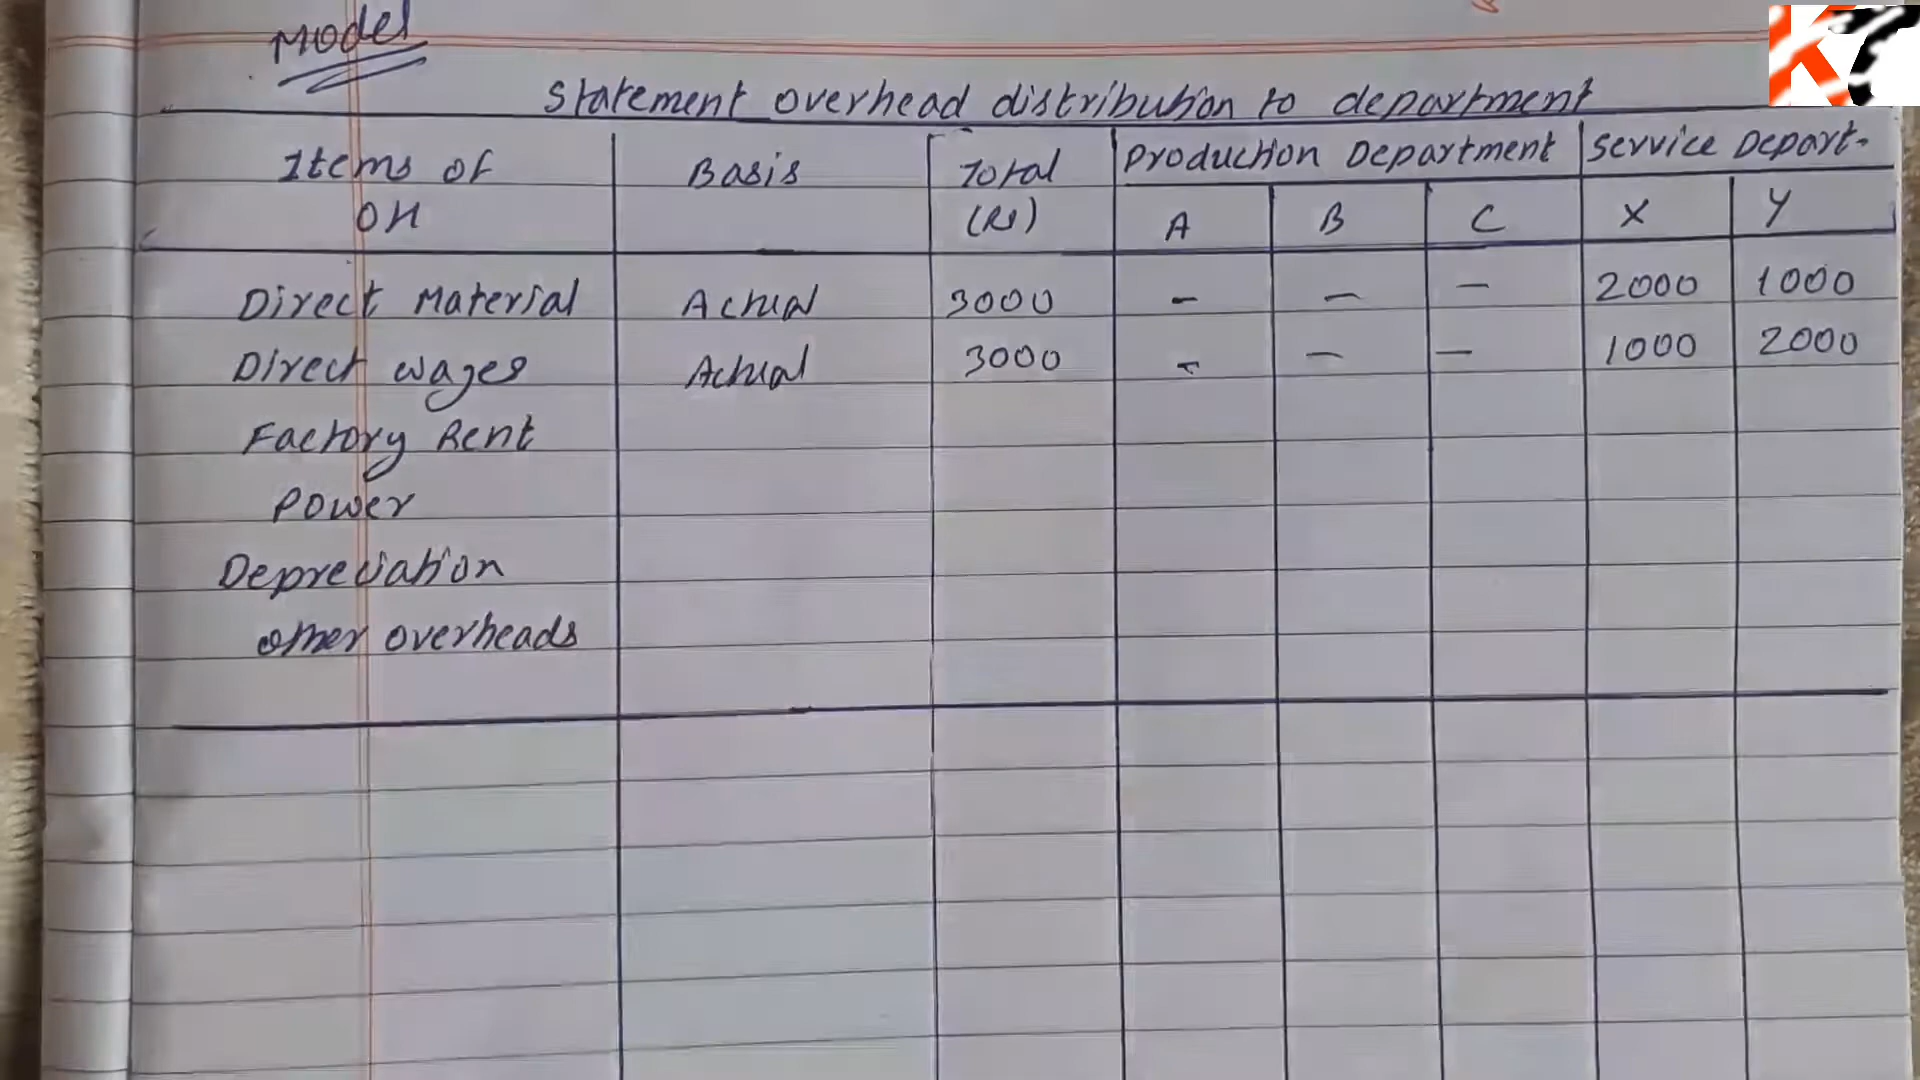 Model
Statement overhead distribution to department
Items of OH Basis Total (Rs) Production Department Service Depart.
A B C X Y
Direct Material Actual 3000 - - - 2000 1000
Direct wages Actual 3000 - - - 1000 2000
Factory Rent
Power
Depreciation
other overheads